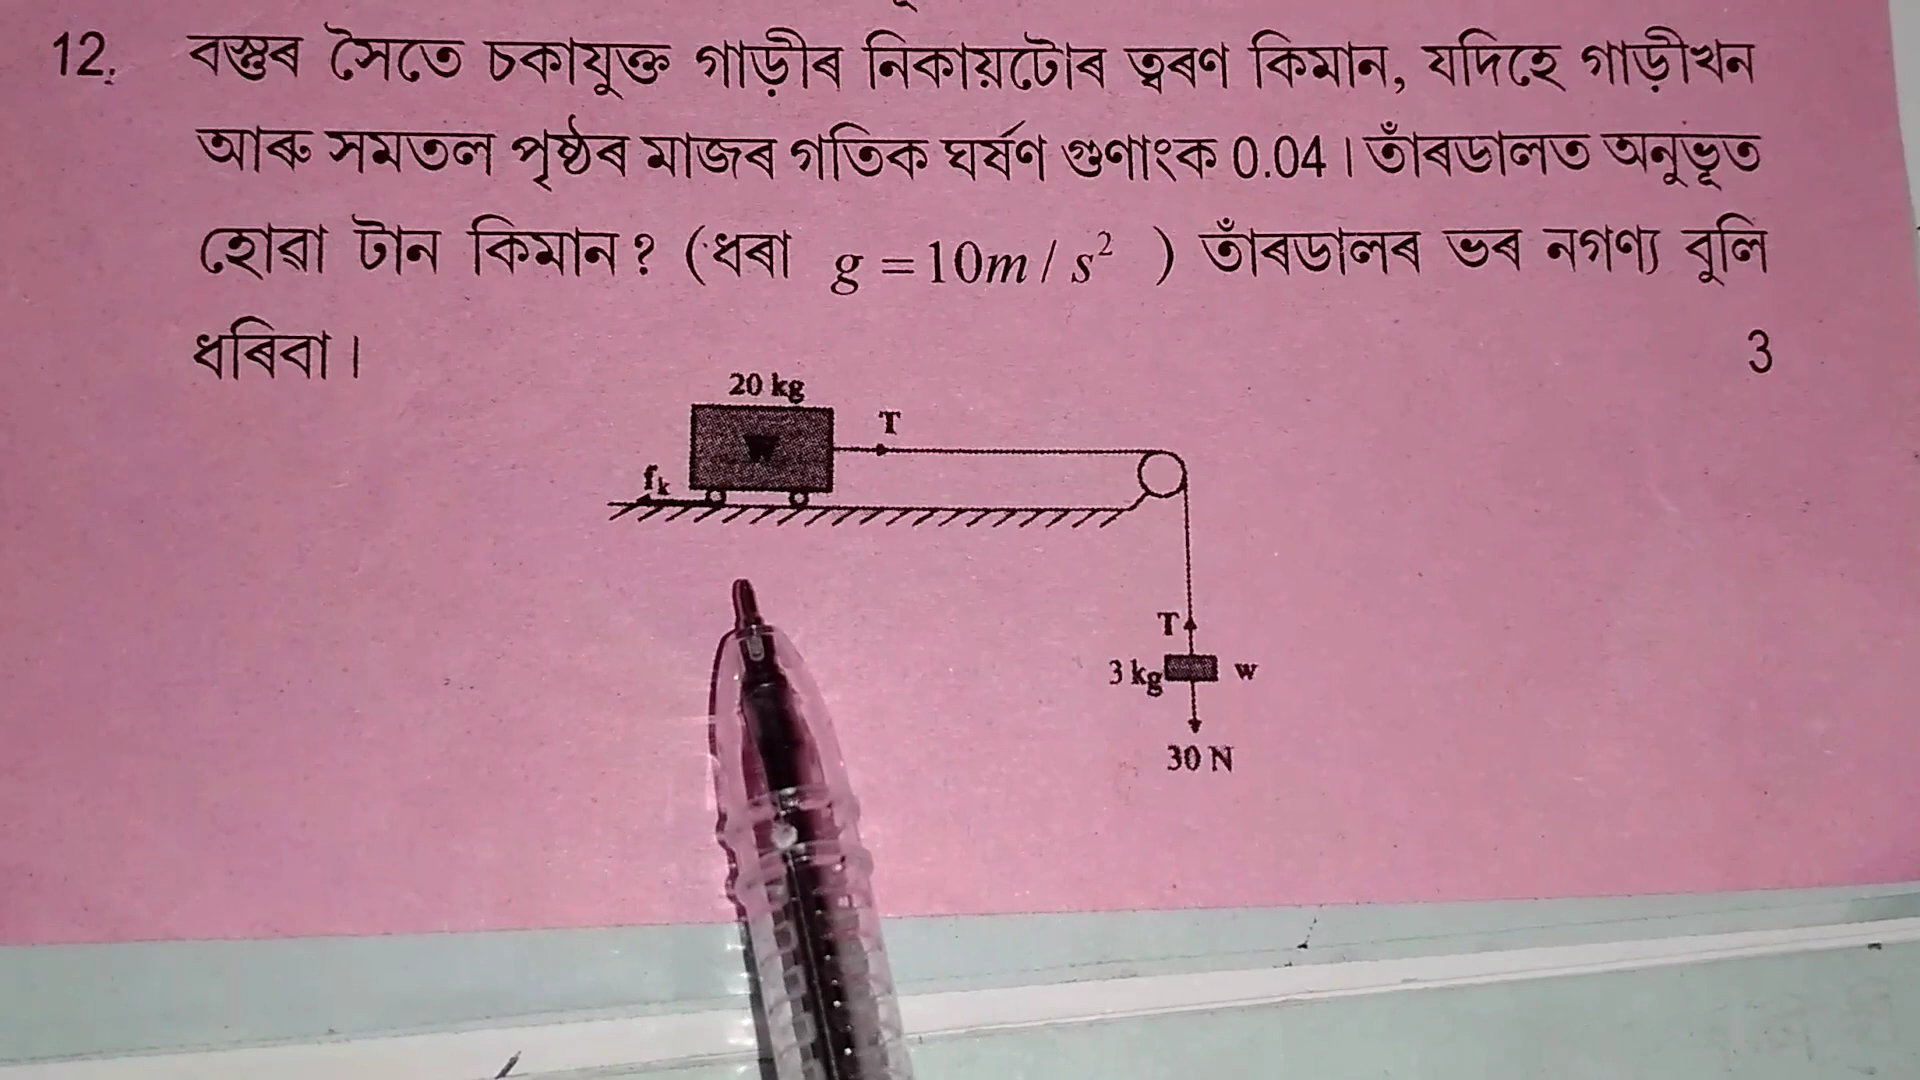 12. বস্তুৰ সৈতে চকাযুক্ত গাড়ীৰ নিকায়টোৰ ত্বৰণ কিমান, যদিহে গাড়ীখন
আৰু সমতল পৃষ্ঠৰ মাজৰ গতিক ঘৰ্ষণ গুণাংক 0.04 । তাঁৰডালত অনুভূত
হোৱা টান কিমান? (ধৰা g = 10m / s² ) তাঁৰডালৰ ভৰ নগণ্য বুলি
ধৰিবা । 3
20 kg
T
W
fk
T
3 kg w
30 N